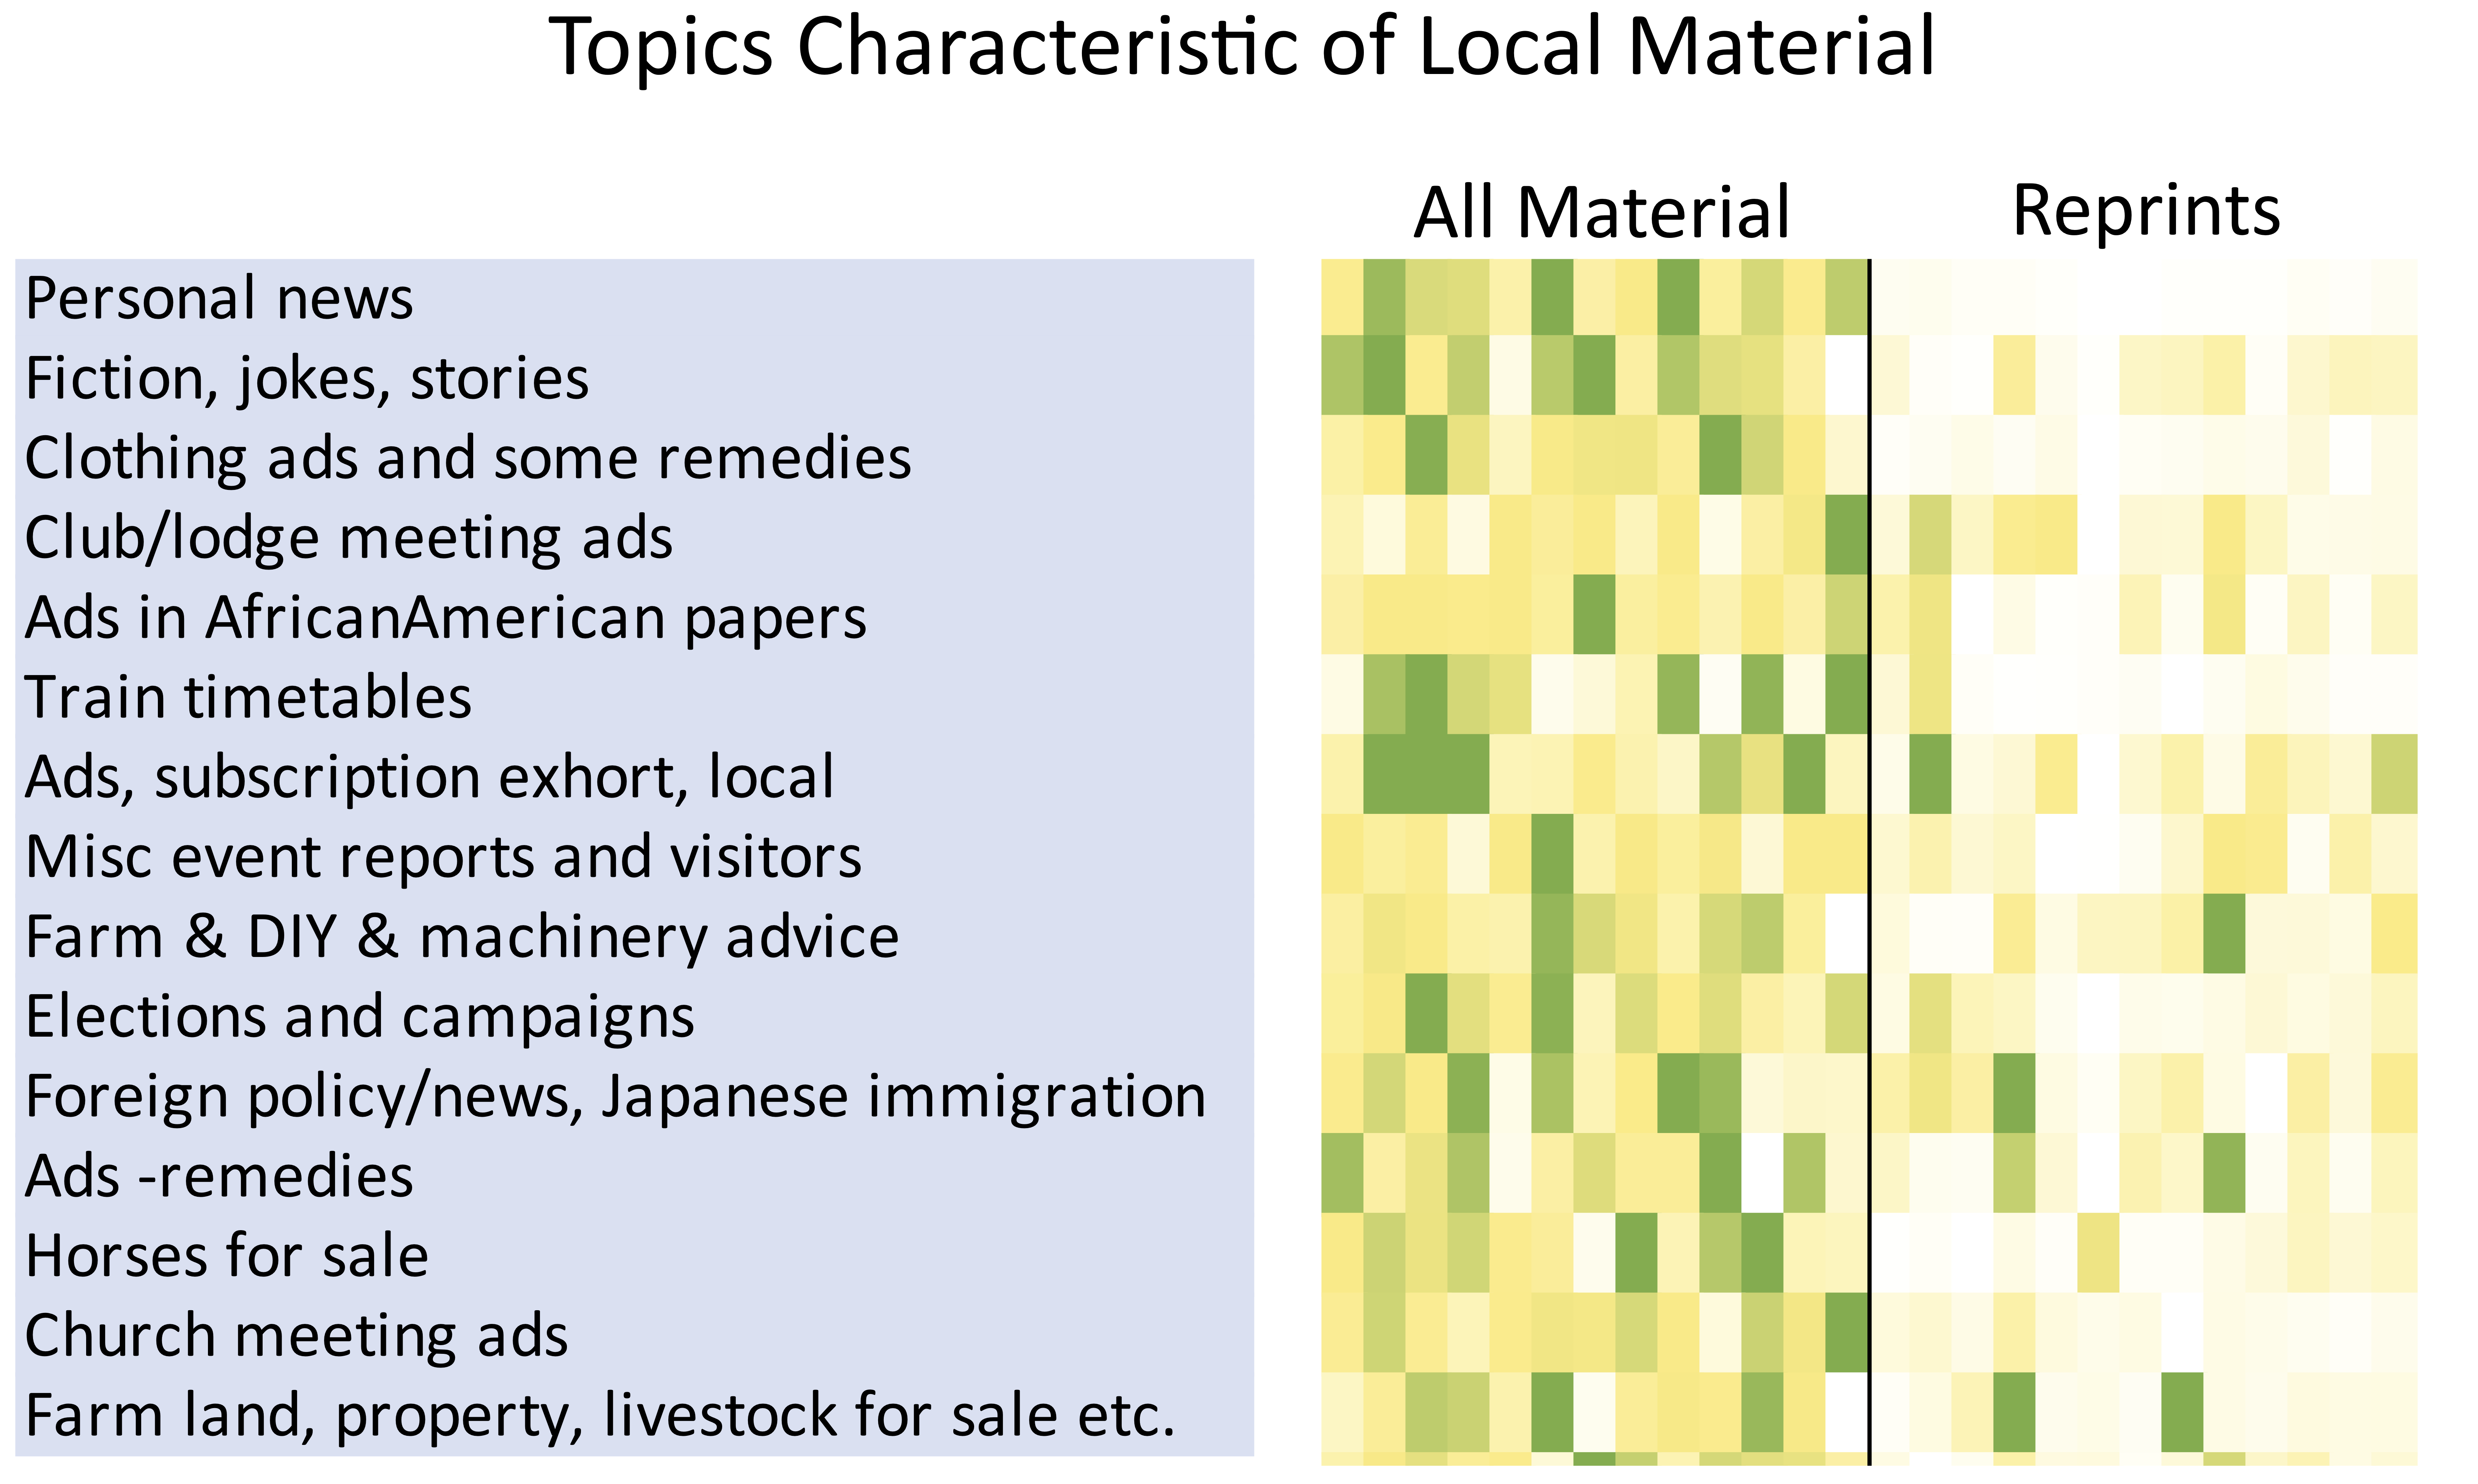 Topics Characteristic of Local Material
All Material
Reprints
Personal news
Fiction, jokes, stories
Clothing ads and some remedies
Club/lodge meeting ads
Ads in AfricanAmerican papers
Train timetables
Ads, subscription exhort, local
Misc event reports and visitors
Farm & DIY & machinery advice
Elections and campaigns
Foreign policy/news, Japanese immigration
Ads -remedies
Horses for sale
Church meeting ads
Farm land, property, livestock for sale etc.